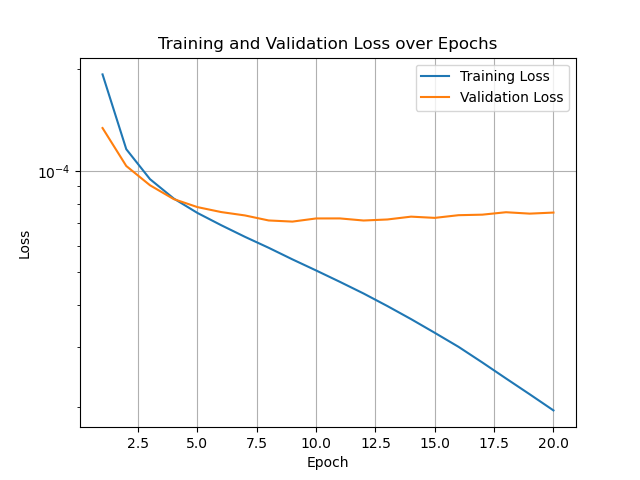 Training and Validation Loss over Epochs
Training Loss
Validation Loss
10⁻⁴
Loss
2.5 5.0 7.5 10.0 12.5 15.0 17.5 20.0
Epoch